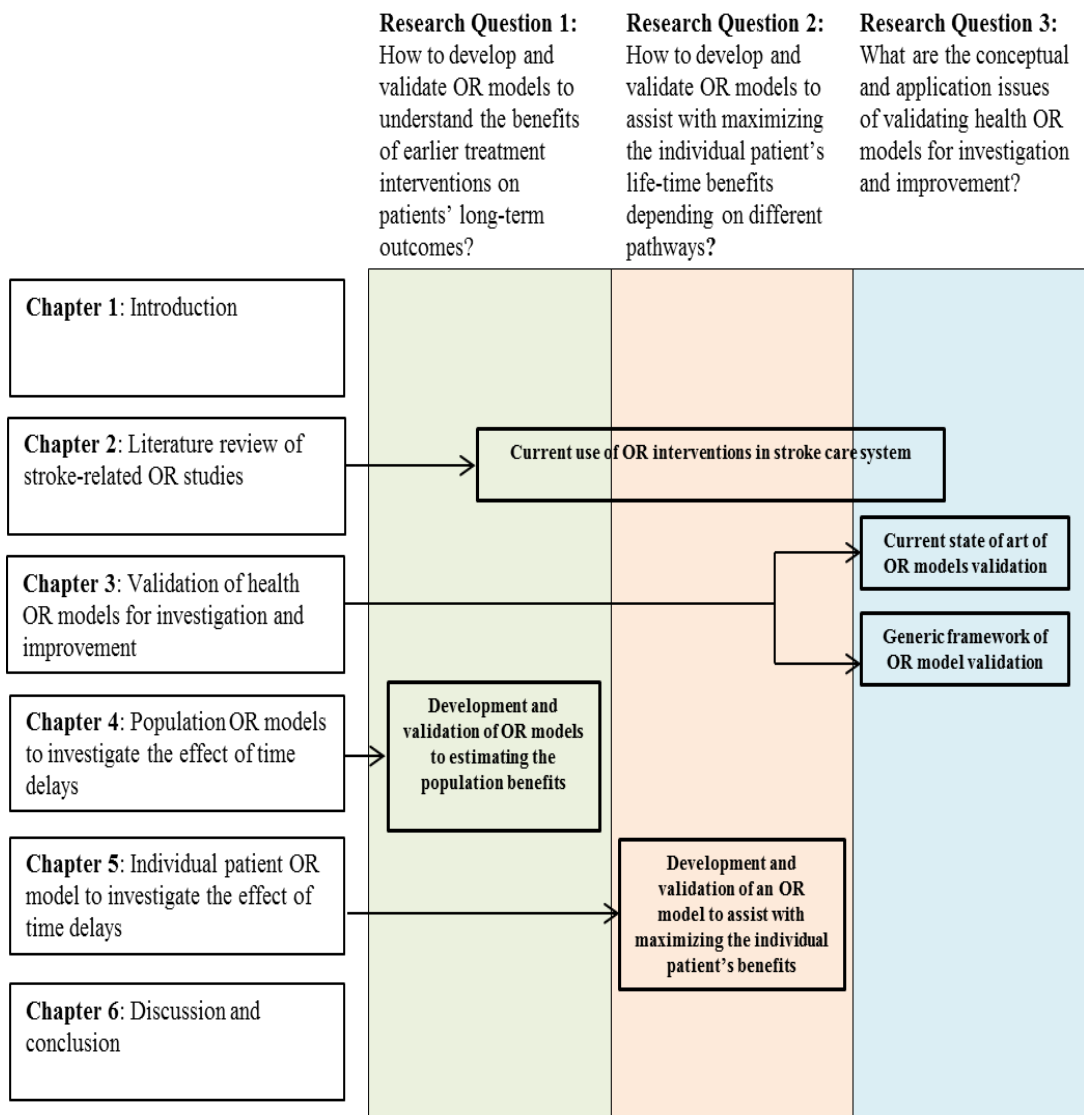 Research Question 1:
How to develop and
validate OR models to
understand the benefits
of earlier treatment
interventions on
patients' long-term
outcomes?
Research Question 2:
How to develop and
validate OR models to
assist with maximizing
the individual patient's
life-time benefits
depending on different
pathways?
Research Question 3:
What are the conceptual
and application issues
of validating health OR
models for investigation
and improvement?
Chapter 1: Introduction
Chapter 2: Literature review of
stroke-related OR studies
Current use of OR interventions in stroke care system
Chapter 3: Validation of health
OR models for investigation and
improvement
Current state of art of
OR models validation
Generic framework of
OR model validation
Chapter 4: Population OR models
to investigate the effect of time
delays
Development and
validation of OR models
to estimating the
population benefits
Chapter 5: Individual patient OR
model to investigate the effect of
time delays
Development and
validation of an OR
model to assist with
maximizing the individual
patient's benefits
Chapter 6: Discussion and
conclusion